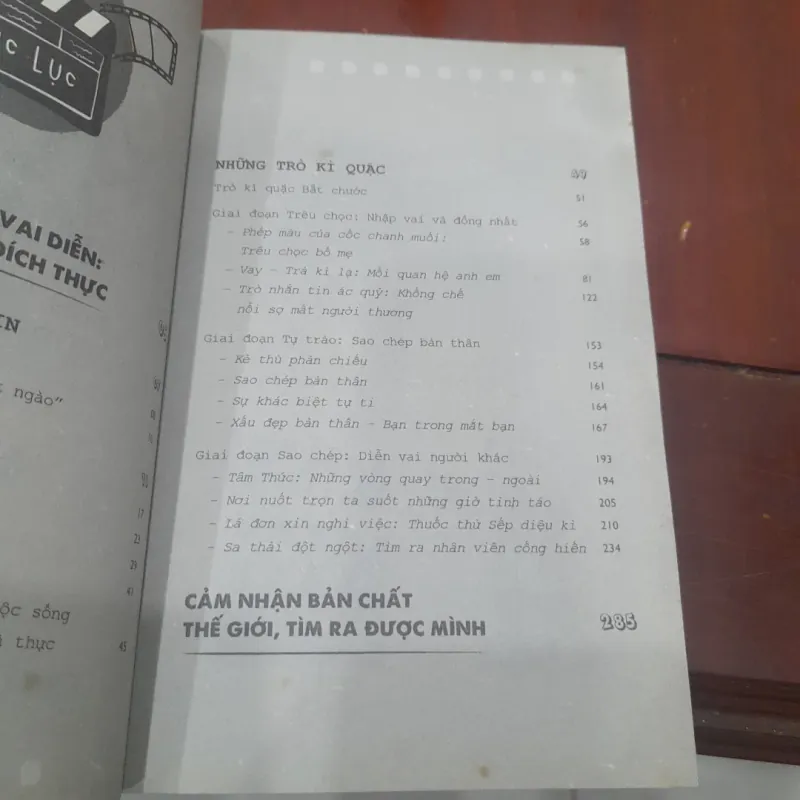 ục Lục
VAI DIỄN:
ĐÍCH THỰC
ngào"
17
23
29
ộc sống
thực 45
NHỮNG TRÒ KÌ QUẶC
Trò kì quặc Bắt chước 51
Giai đoạn Trêu chọc: Nhập vai và đồng nhất 56
- Phép màu của cốc chanh muối: 58
Trêu chọc bố mẹ
- Vay - Trả kì lạ: Mối quan hệ anh em 81
- Trò nhắn tin ác quỷ: Khống chế 122
nỗi sợ mất người thương
Giai đoạn Tự trào: Sao chép bản thân 153
- Kẻ thù phản chiếu 154
- Sao chép bản thân 161
- Sự khác biệt tự ti 164
- Xấu đẹp bản thân - Bạn trong mắt bạn 167
Giai đoạn Sao chép: Diễn vai người khác 193
- Tâm Thức: Những vòng quay trong - ngoài 194
- Nơi nuốt trọn ta suốt những giờ tỉnh táo 205
- Lá đơn xin nghỉ việc: Thuốc thử Sếp diệu kì 210
- Sa thải đột ngột: Tìm ra nhân viên cống hiến 234
CẢM NHẬN BẢN CHẤT
THẾ GIỚI, TÌM RA ĐƯỢC MÌNH 285